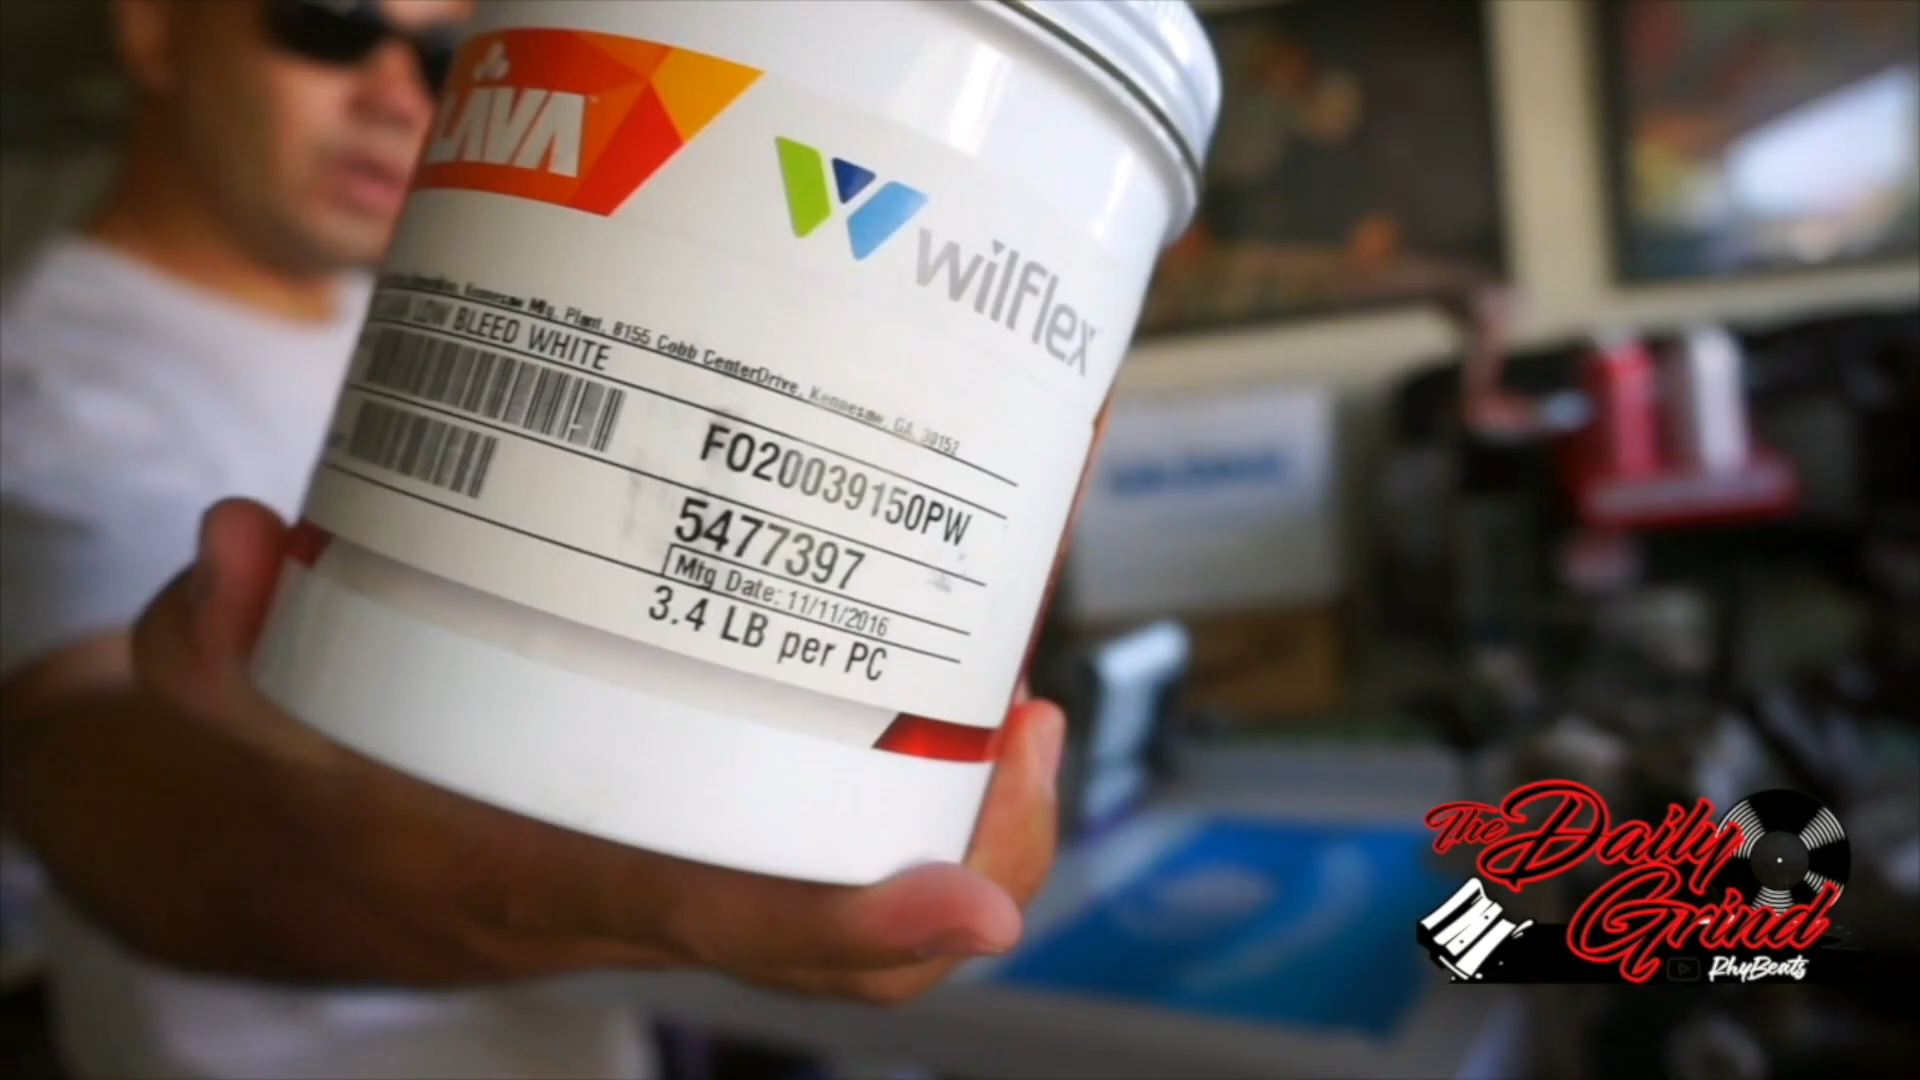 LAVA
wilflex
Kennesaw Mfg. Plant, 8155 Cobb CenterDrive, Kennesaw, GA, 30152
LOW BLEED WHITE
FO20039150PW
5477397
Mfg Date: 11/11/2016
3.4 LB per PC
The Daily
Grind
RhyBeats